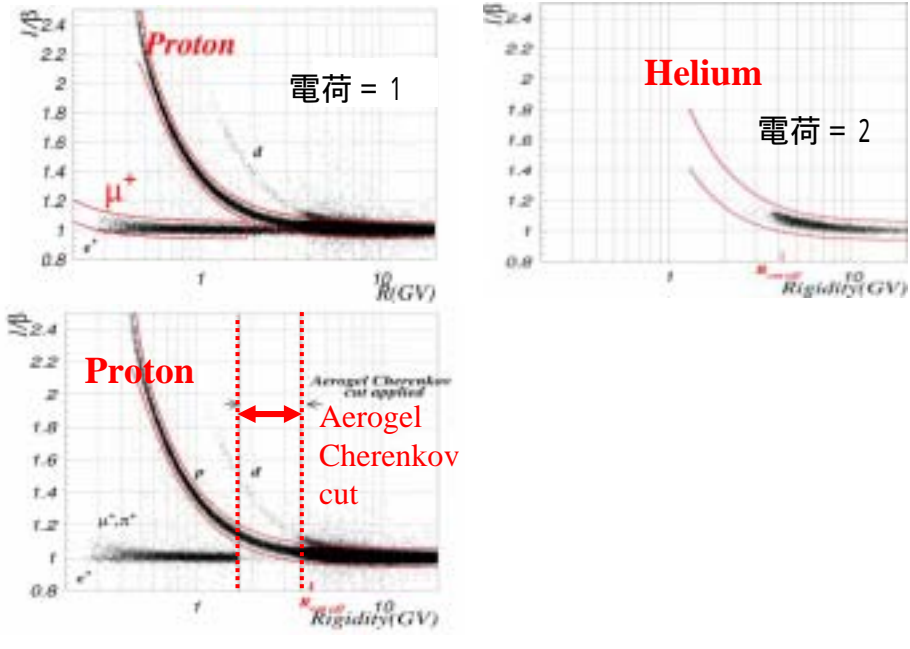 1/β
2.4
2.2
2
1.8
1.6
1.4
1.2
1
0.8
Proton
電荷 = 1
d
μ+
e+
1
10
R(GV)
2.2
2
1.8
1.6
1.4
1.2
1
0.8
Helium
電荷 = 2
1
10
Rigidity(GV)
1/β
2.4
2.2
2
1.8
1.6
1.4
1.2
1
0.8
Proton
Aerogel Cherenkov
cut applied
Aerogel
Cherenkov
cut
p
d
μ+,π+
e+
1
10
Rigidity(GV)